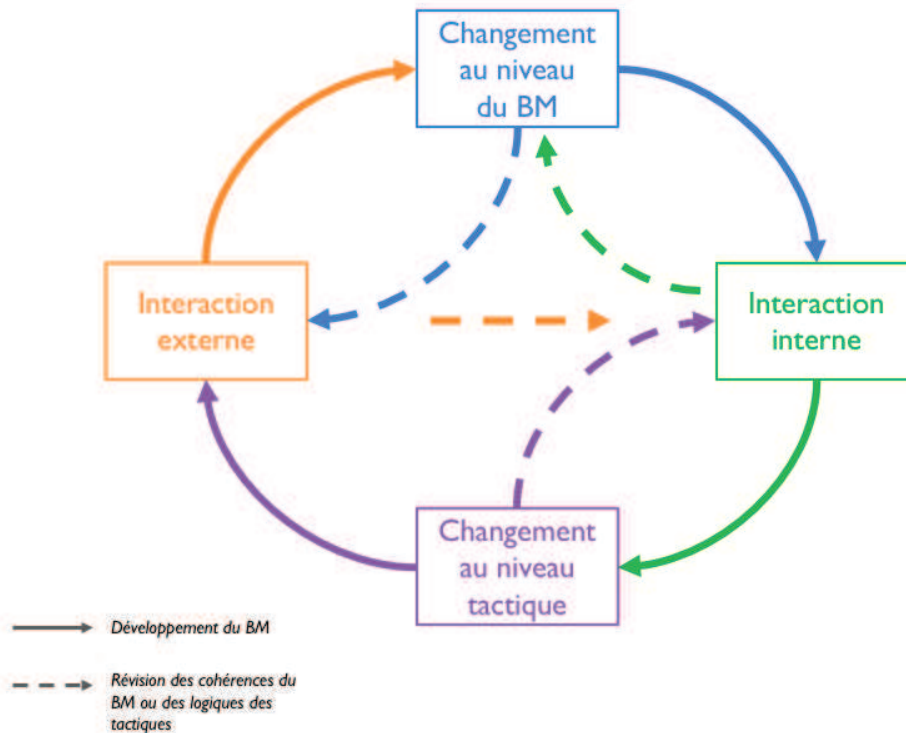 Changement
au niveau
du BM
Interaction
externe
Interaction
interne
Changement
au niveau
tactique
Développement du BM
Révision des cohérences du
BM ou des logiques des
tactiques